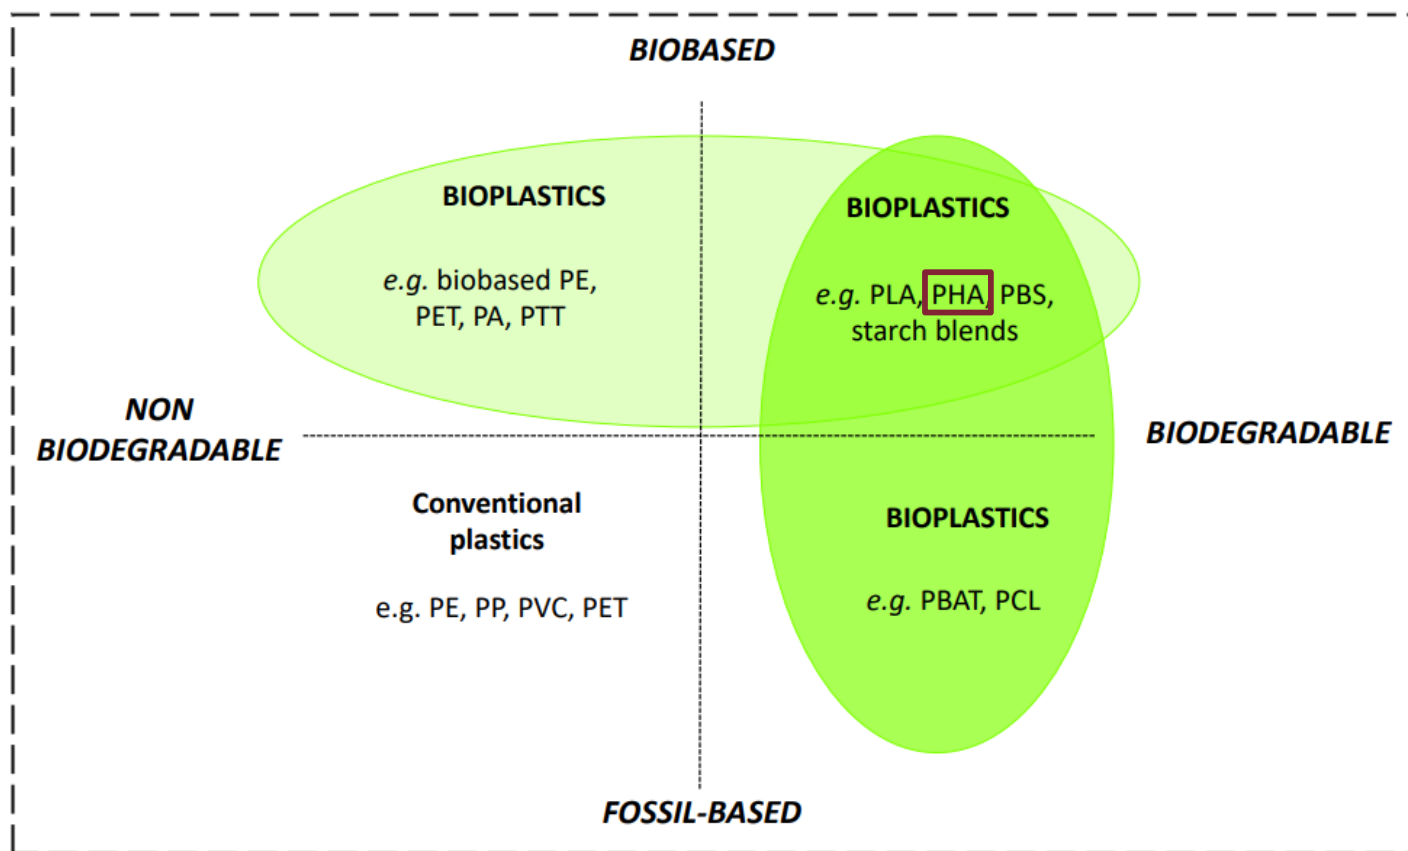 BIOBASED
BIOPLASTICS
e.g. biobased PE,
PET, PA, PTT
BIOPLASTICS
e.g. PLA, PHA, PBS,
starch blends
NON
BIODEGRADABLE
BIODEGRADABLE
Conventional
plastics
e.g. PE, PP, PVC, PET
BIOPLASTICS
e.g. PBAT, PCL
FOSSIL-BASED